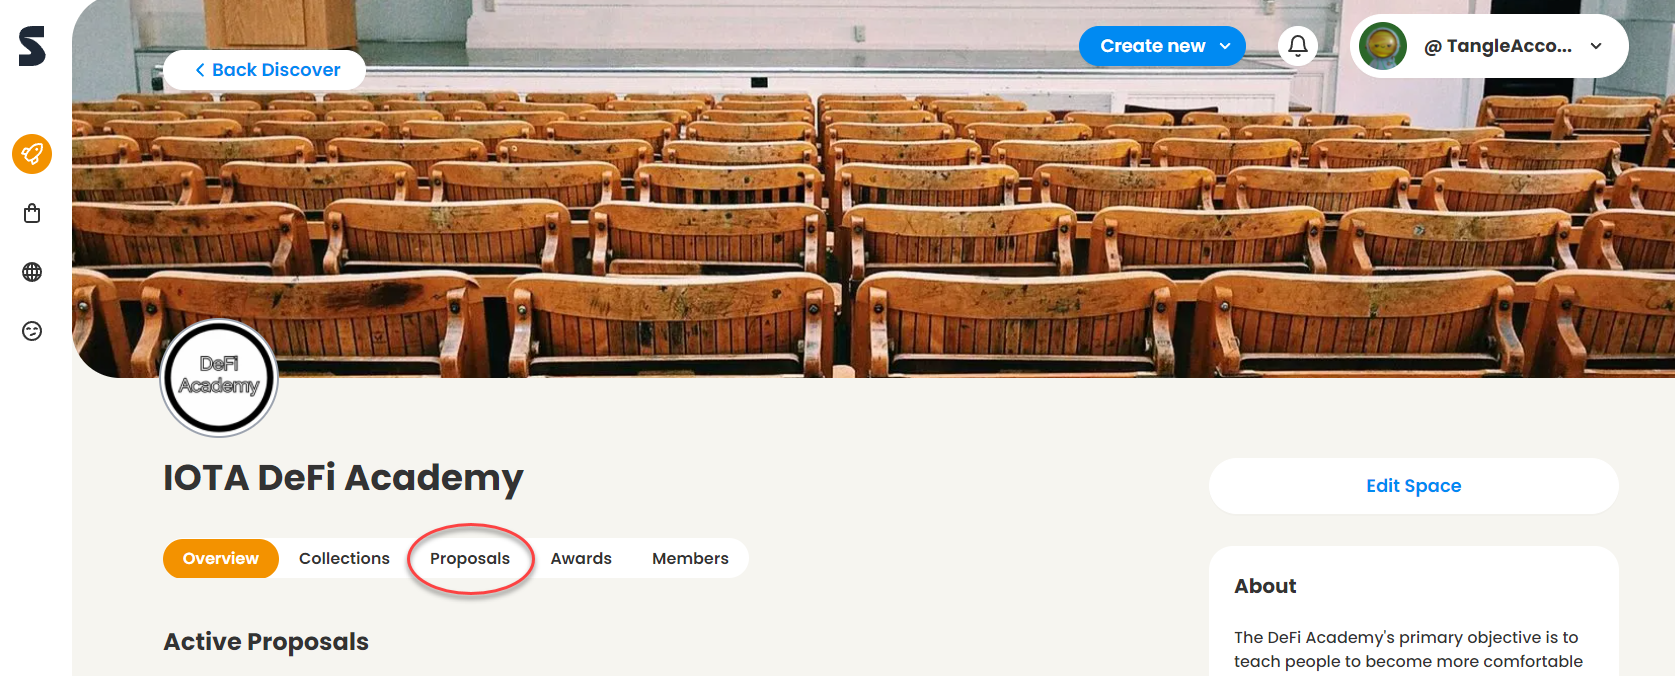 Back Discover
Create new
@ TangleAcco...
DeFi
Academy
IOTA DeFi Academy
Edit Space
Overview
Collections
Proposals
Awards
Members
Active Proposals
About
The DeFi Academy's primary objective is to
teach people to become more comfortable